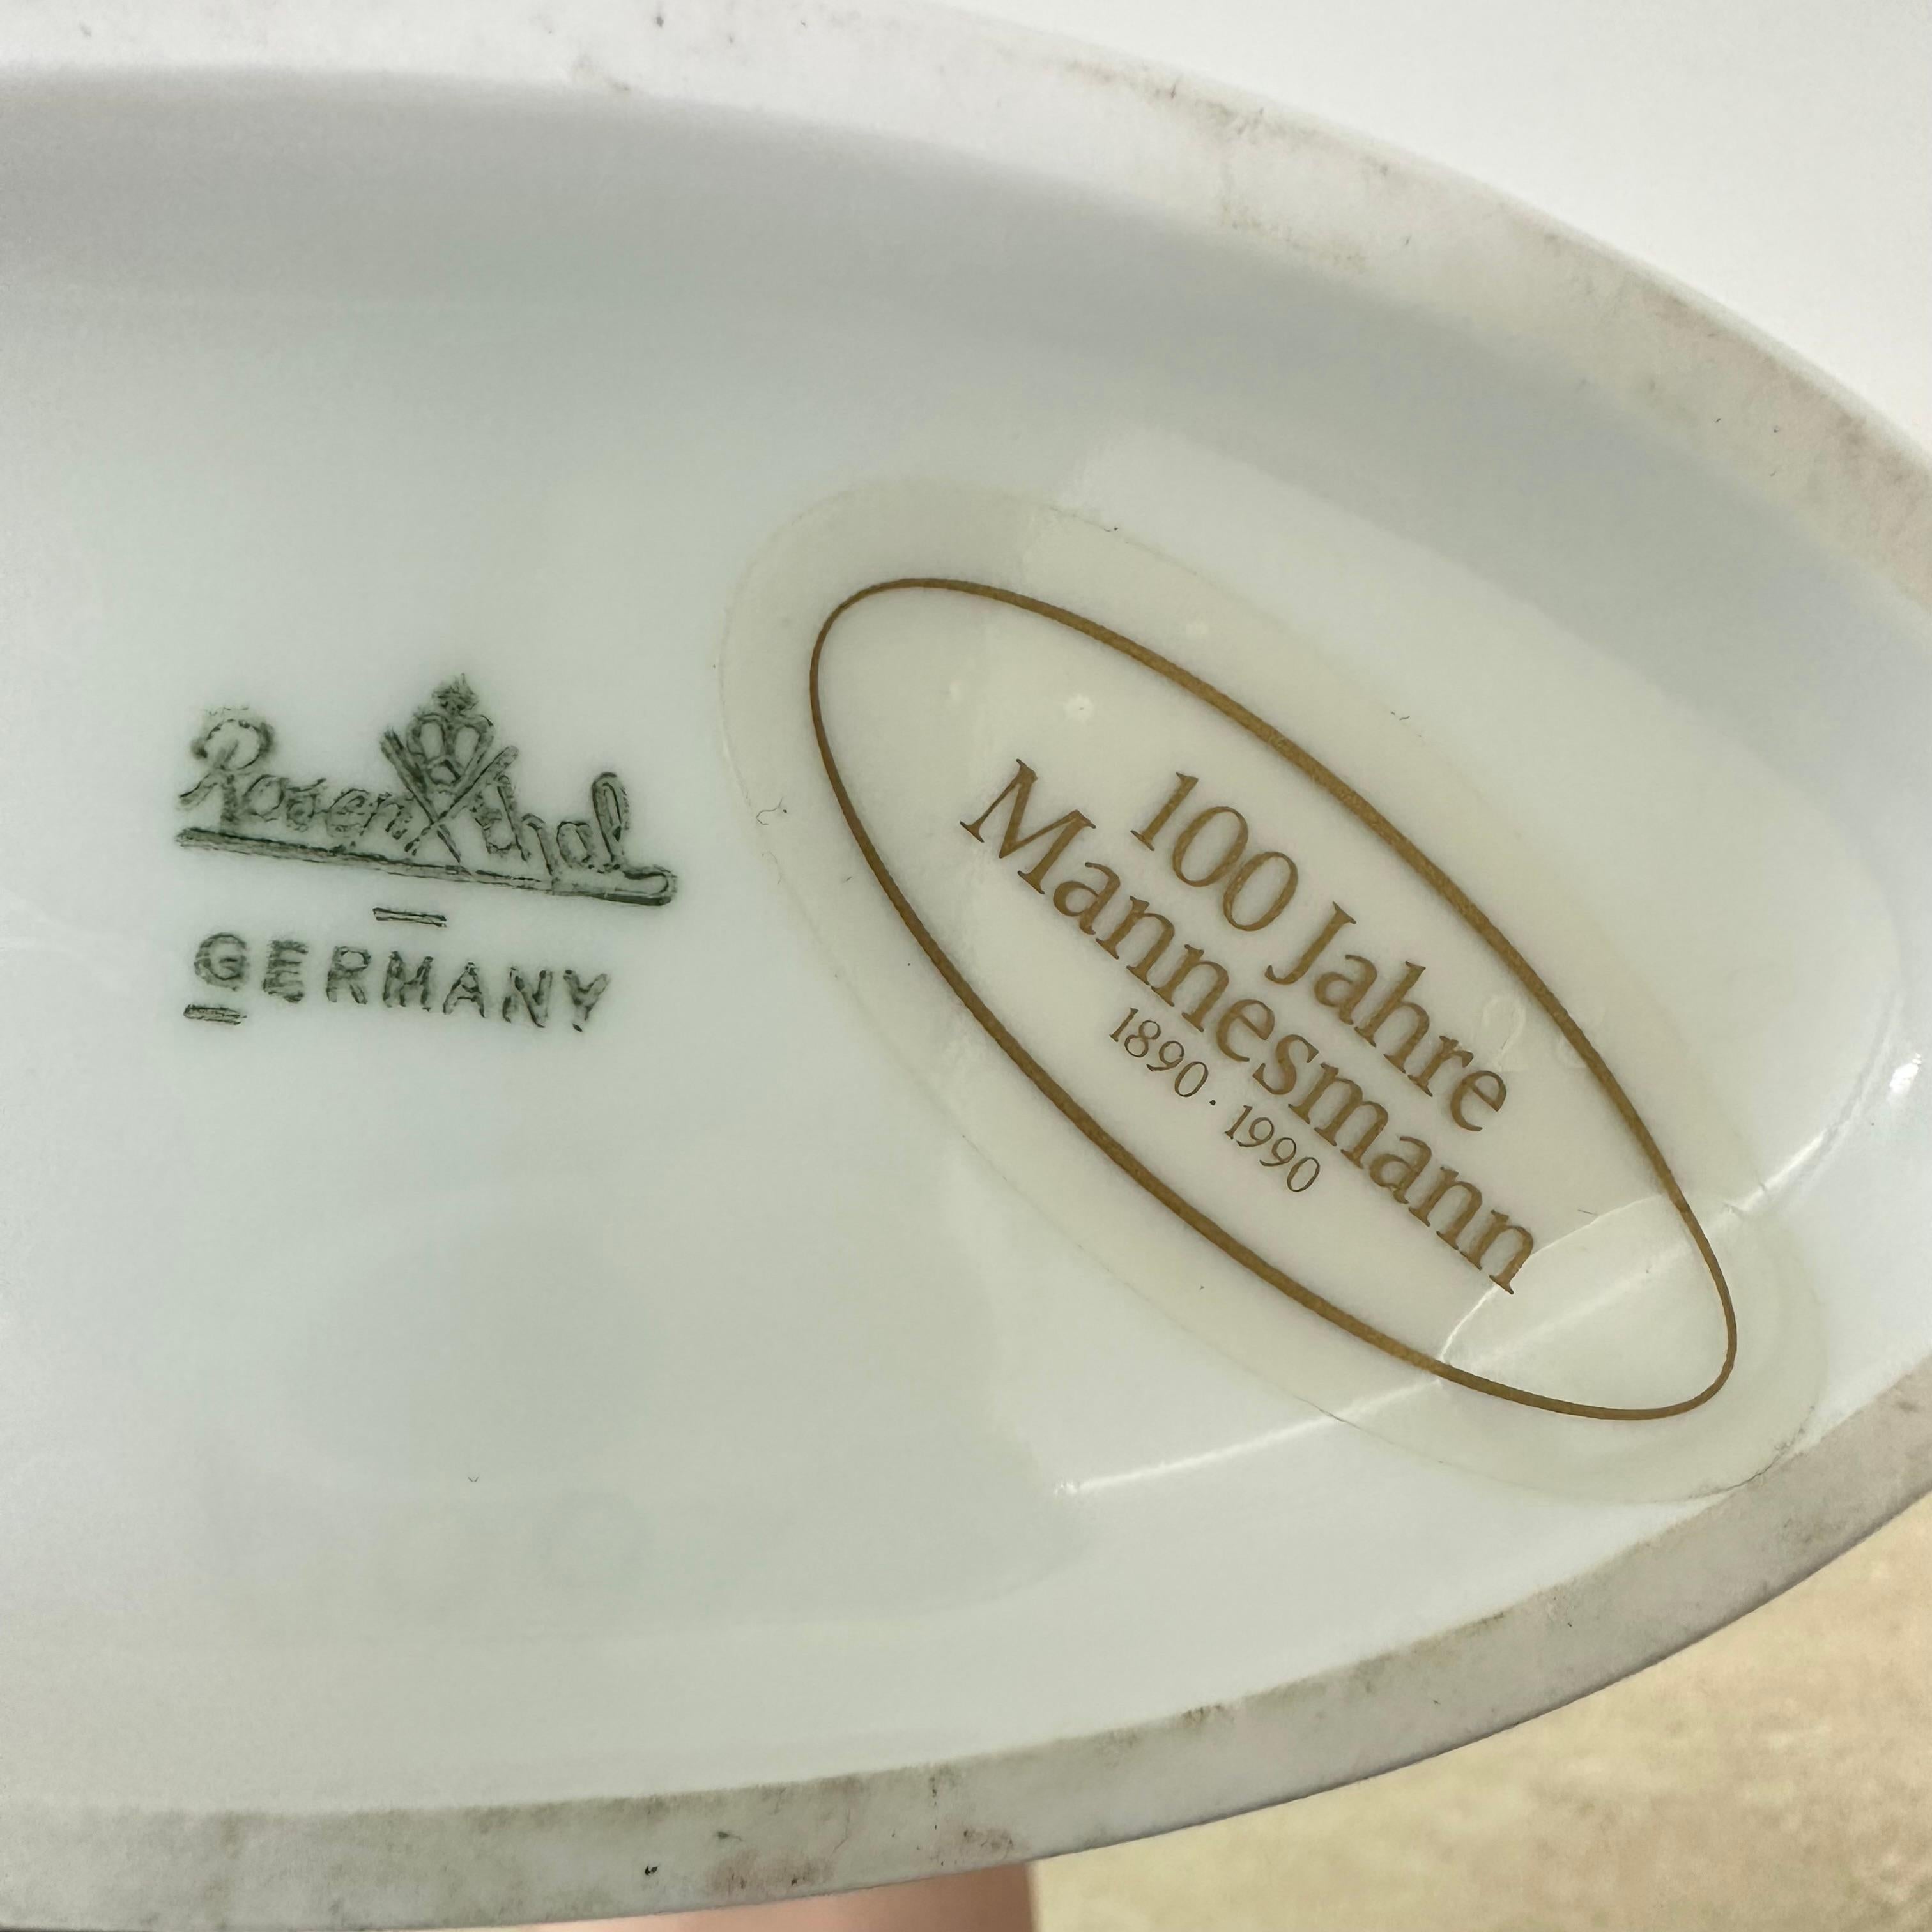 Rosenthal
GERMANY
100 Jahre
Mannesmann
1890 · 1990